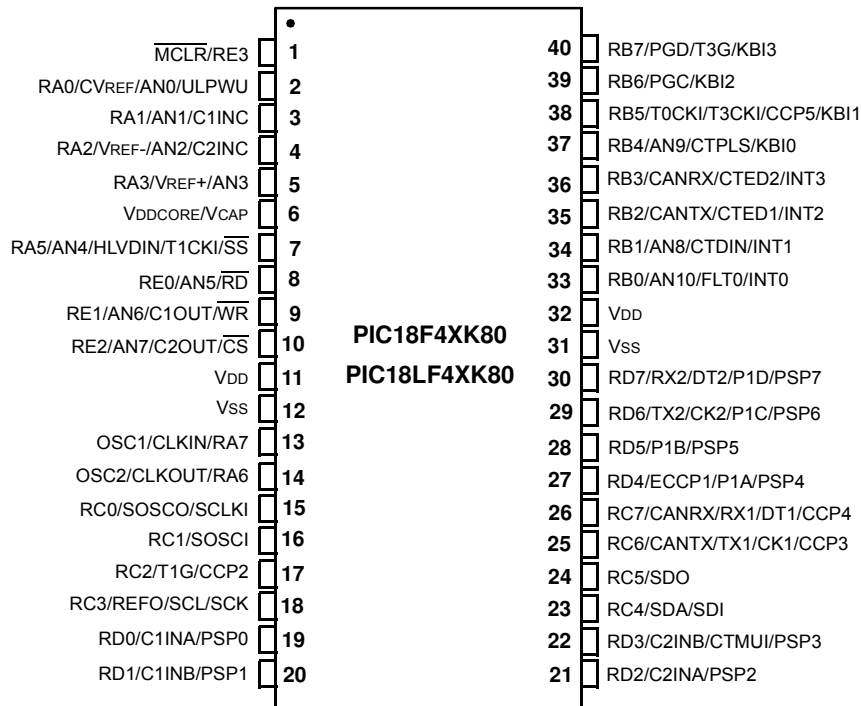 MCLR/RE3 1
RA0/CVREF/AN0/ULPWU 2
RA1/AN1/C1INC 3
RA2/VREF-/AN2/C2INC 4
RA3/VREF+/AN3 5
VDDCORE/VCAP 6
RA5/AN4/HLVDIN/T1CKI/SS 7
RE0/AN5/RD 8
RE1/AN6/C1OUT/WR 9
RE2/AN7/C2OUT/CS 10
VDD 11
VSS 12
OSC1/CLKIN/RA7 13
OSC2/CLKOUT/RA6 14
RC0/SOSCO/SCLKI 15
RC1/SOSCI 16
RC2/T1G/CCP2 17
RC3/REFO/SCL/SCK 18
RD0/C1INA/PSP0 19
RD1/C1INB/PSP1 20
PIC18F4XK80
PIC18LF4XK80
40 RB7/PGD/T3G/KBI3
39 RB6/PGC/KBI2
38 RB5/T0CKI/T3CKI/CCP5/KBI1
37 RB4/AN9/CTPLS/KBI0
36 RB3/CANRX/CTED2/INT3
35 RB2/CANTX/CTED1/INT2
34 RB1/AN8/CTDIN/INT1
33 RB0/AN10/FLT0/INT0
32 VDD
31 VSS
30 RD7/RX2/DT2/P1D/PSP7
29 RD6/TX2/CK2/P1C/PSP6
28 RD5/P1B/PSP5
27 RD4/ECCP1/P1A/PSP4
26 RC7/CANRX/RX1/DT1/CCP4
25 RC6/CANTX/TX1/CK1/CCP3
24 RC5/SDO
23 RC4/SDA/SDI
22 RD3/C2INB/CTMUI/PSP3
21 RD2/C2INA/PSP2